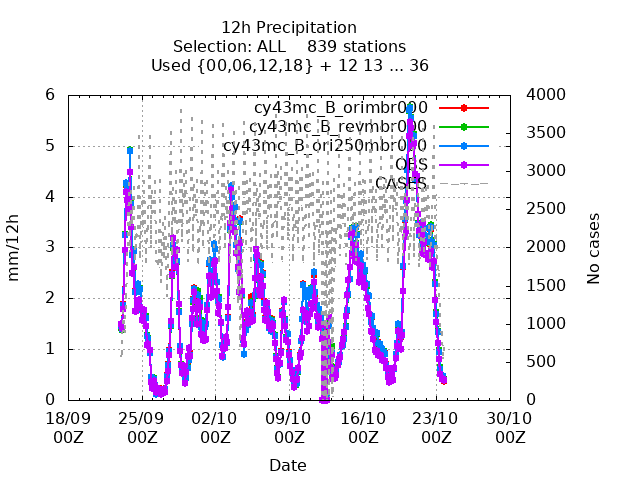 12h Precipitation
Selection: ALL    839 stations
Used {00,06,12,18} + 12 13 ... 36
cy43mc_B_orimbr000
cy43mc_B_revmbr000
cy43mc_B_ori250mbr000
OBS
CASES
6
5
4
3
2
1
0
mm/12h
4000
3500
3000
2500
2000
1500
1000
500
0
No cases
18/09 25/09 02/10 09/10 16/10 23/10 30/10
00Z 00Z 00Z 00Z 00Z 00Z 00Z
Date